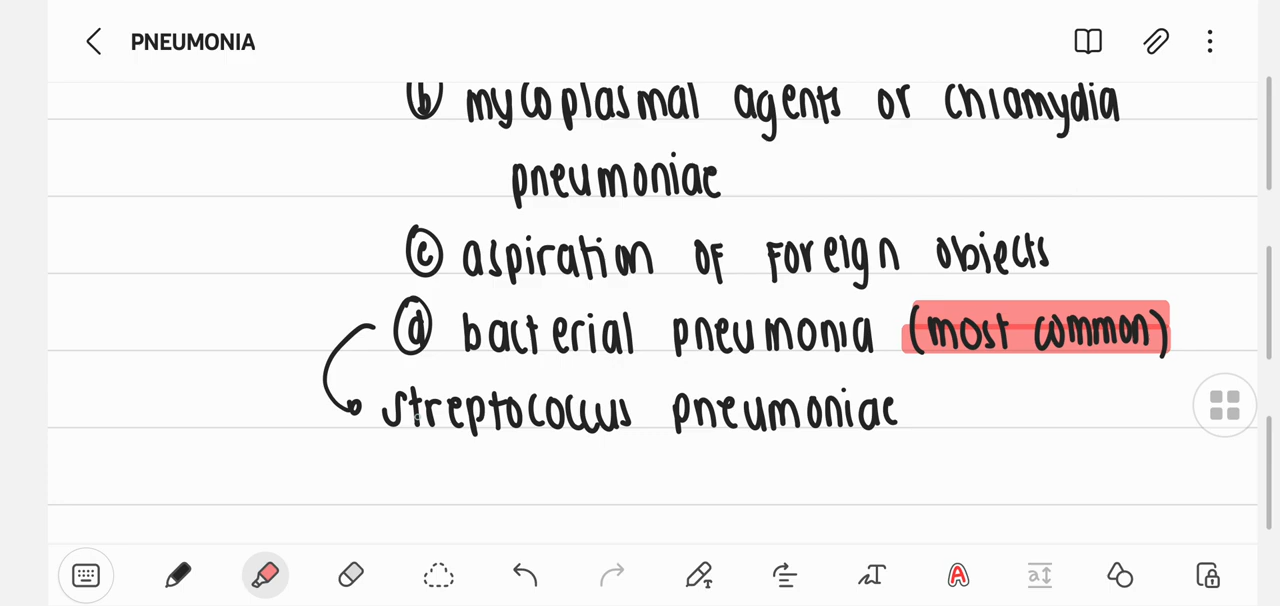 PNEUMONIA
(b) mycoplasmal agents or chlamydia
pneumoniae
(c) aspiration of foreign objects
(d) bacterial pneumonia (most common)
streptococcus pneumoniae